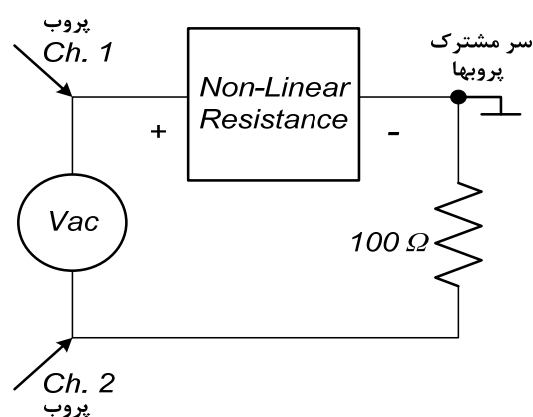 پروب
Ch. 1
Non-Linear
Resistance
سر مشترک
پروبها
+
-
Vac
100 Ω
Ch. 2
پروب